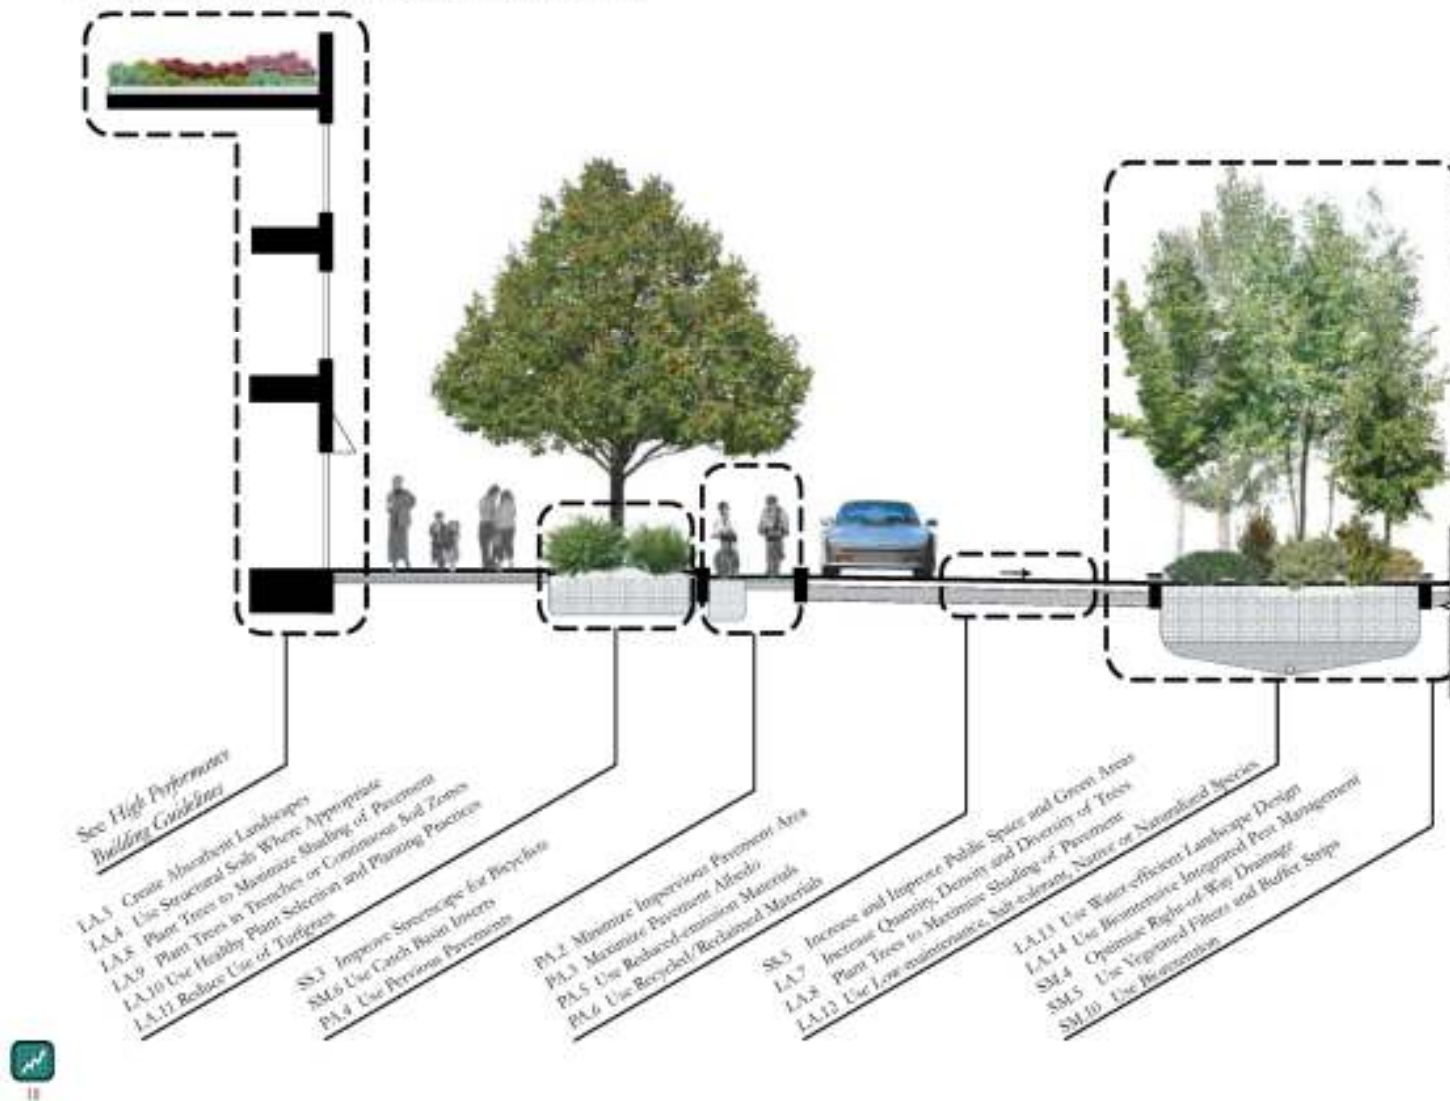 See High Performance
Building Guidelines
LA.3 Create Absorbent Landscapes
LA.4 Use Structural Soils Where Appropriate
LA.8 Plant Trees to Maximize Shading of Pavement
LA.9 Plant Trees in Trenches or Continuous Soil Zones
LA.10 Use Healthy Plant Selection and Planting Practices
LA.11 Reduce Use of Turfgrass
SS.3 Improve Streetscape for Bicyclists
SM.6 Use Catch Basin Inserts
PA.4 Use Pervious Pavements
PA.2 Minimize Impervious Pavement Area
PA.3 Maximize Pavement Albedo
PA.5 Use Reduced-emission Materials
PA.6 Use Recycled/Reclaimed Materials
SS.5 Increase and Improve Public Space and Green Areas
LA.7 Increase Quantity, Density and Diversity of Trees
LA.8 Plant Trees to Maximize Shading of Pavement
LA.12 Use Low-maintenance, Salt-tolerant, Native or Naturalized Species
LA.13 Use Water-efficient Landscape Design
LA.14 Use Biointensive Integrated Pest Management
SM.4 Optimize Right-of-Way Drainage
SM.5 Use Vegetated Filters and Buffer Strips
SM.10 Use Bioretention